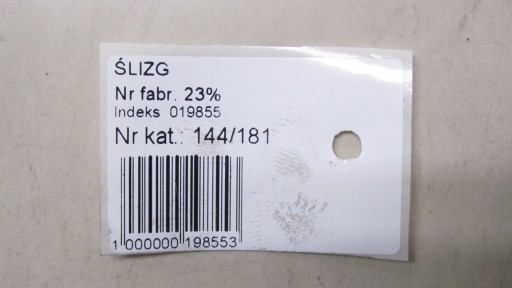 ŚLIZG
Nr fabr. 23%
Indeks 019855
Nr kat.: 144/181
1 000000 198553